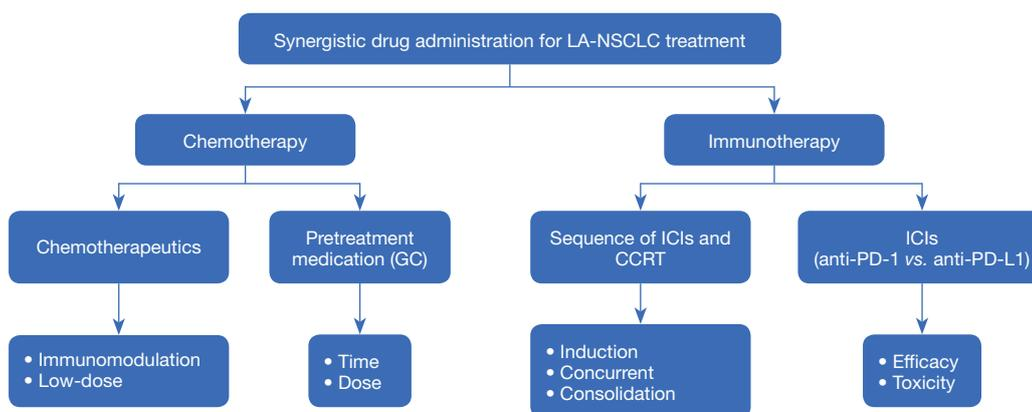 Synergistic drug administration for LA-NSCLC treatment
Chemotherapy
Immunotherapy
Chemotherapeutics
Pretreatment
medication (GC)
Sequence of ICIs and
CCRT
ICIs
(anti-PD-1 vs. anti-PD-L1)
• Immunomodulation
• Low-dose
• Time
• Dose
• Induction
• Concurrent
• Consolidation
• Efficacy
• Toxicity